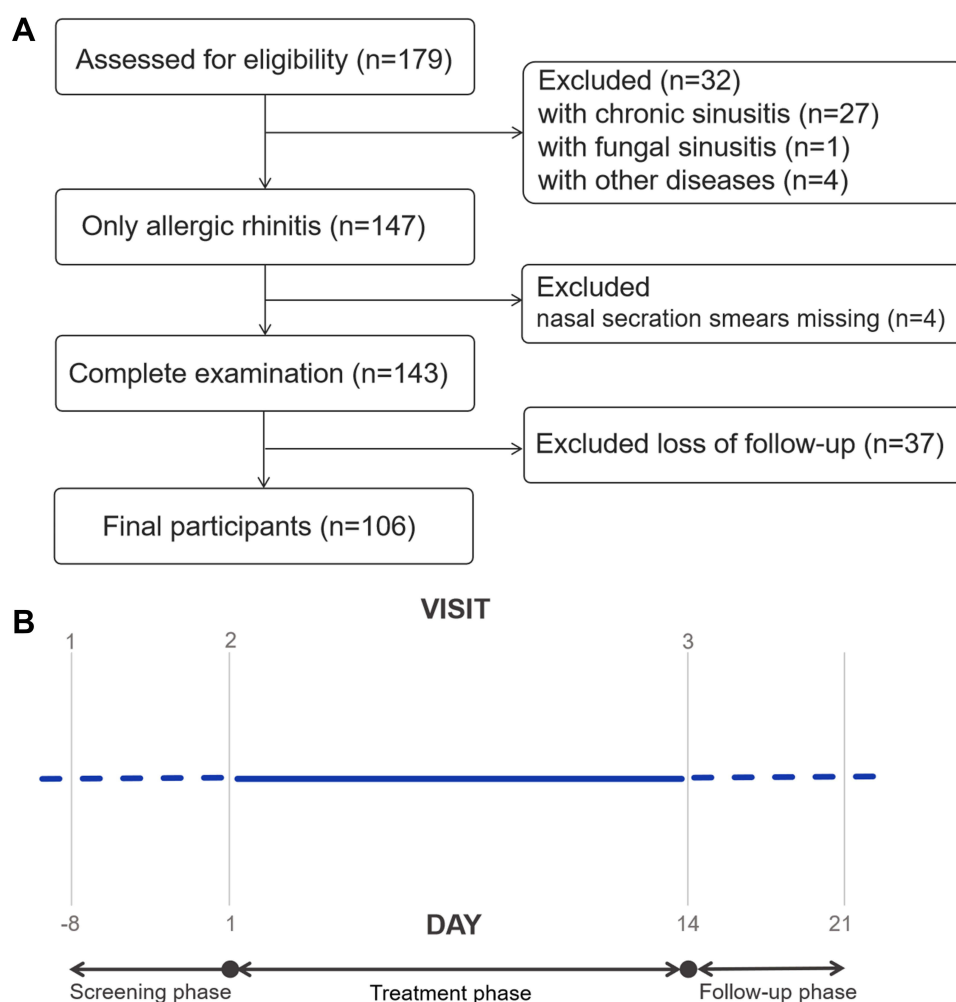 A
Assessed for eligibility (n=179)
Excluded (n=32)
with chronic sinusitis (n=27)
with fungal sinusitis (n=1)
with other diseases (n=4)
Only allergic rhinitis (n=147)
Excluded
nasal secration smears missing (n=4)
Complete examination (n=143)
Excluded loss of follow-up (n=37)
Final participants (n=106)
B
VISIT
1 2 3
-8 1 DAY 14 21
Screening phase Treatment phase Follow-up phase